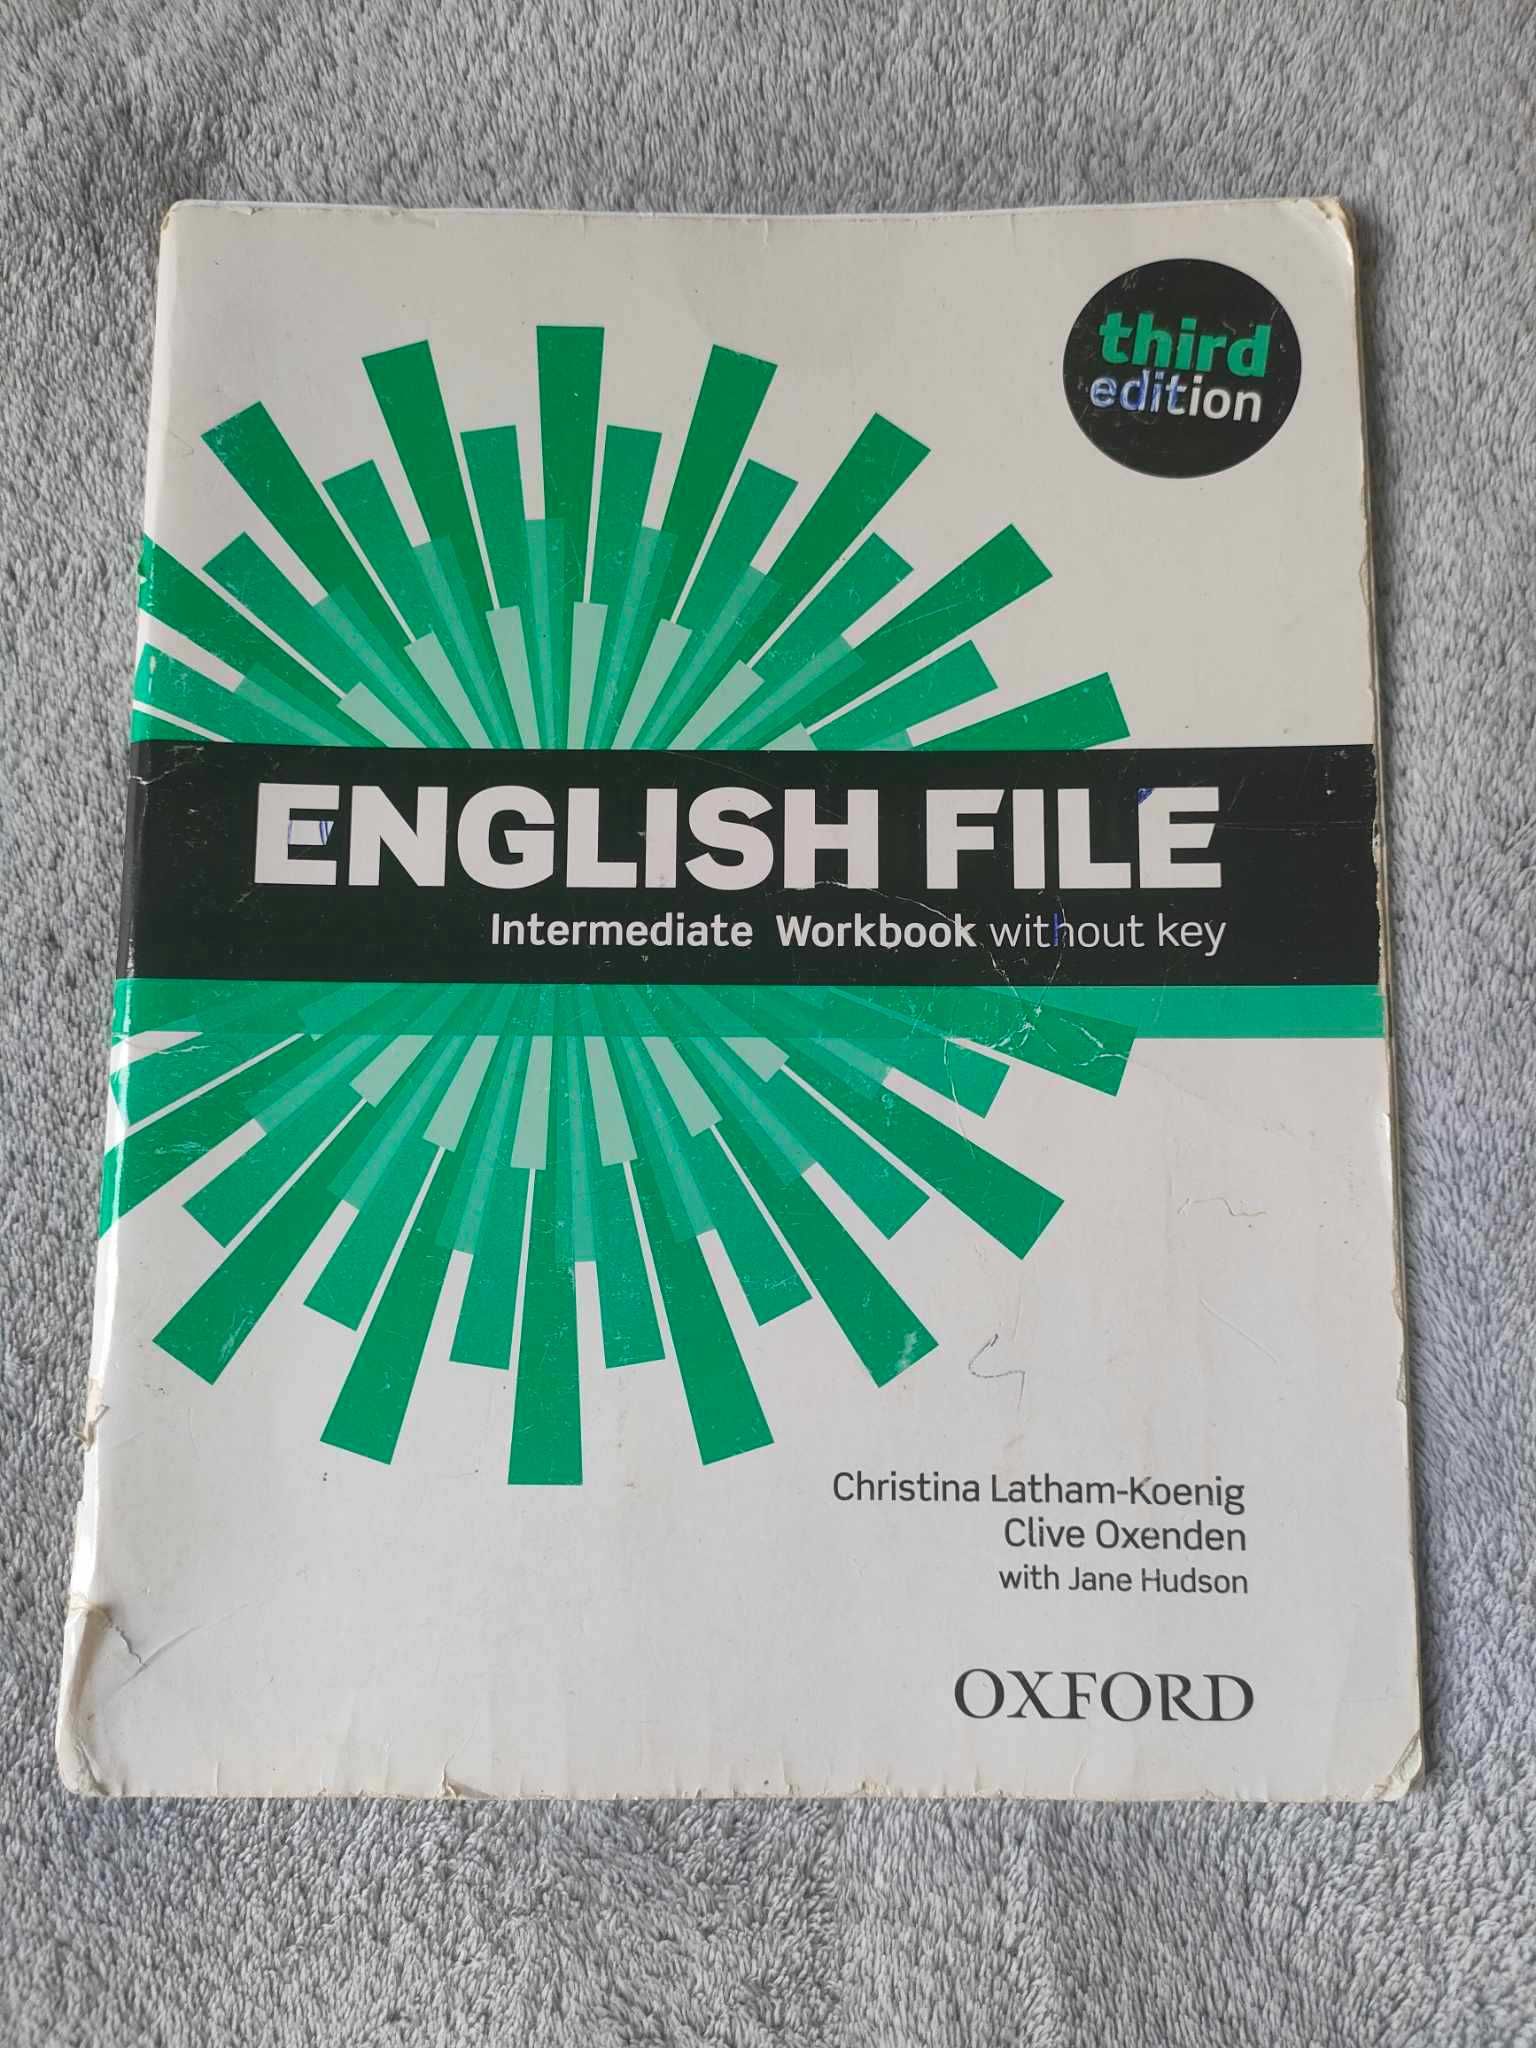 third
edition
ENGLISH FILE
Intermediate Workbook without key
Christina Latham-Koenig
Clive Oxenden
with Jane Hudson
OXFORD